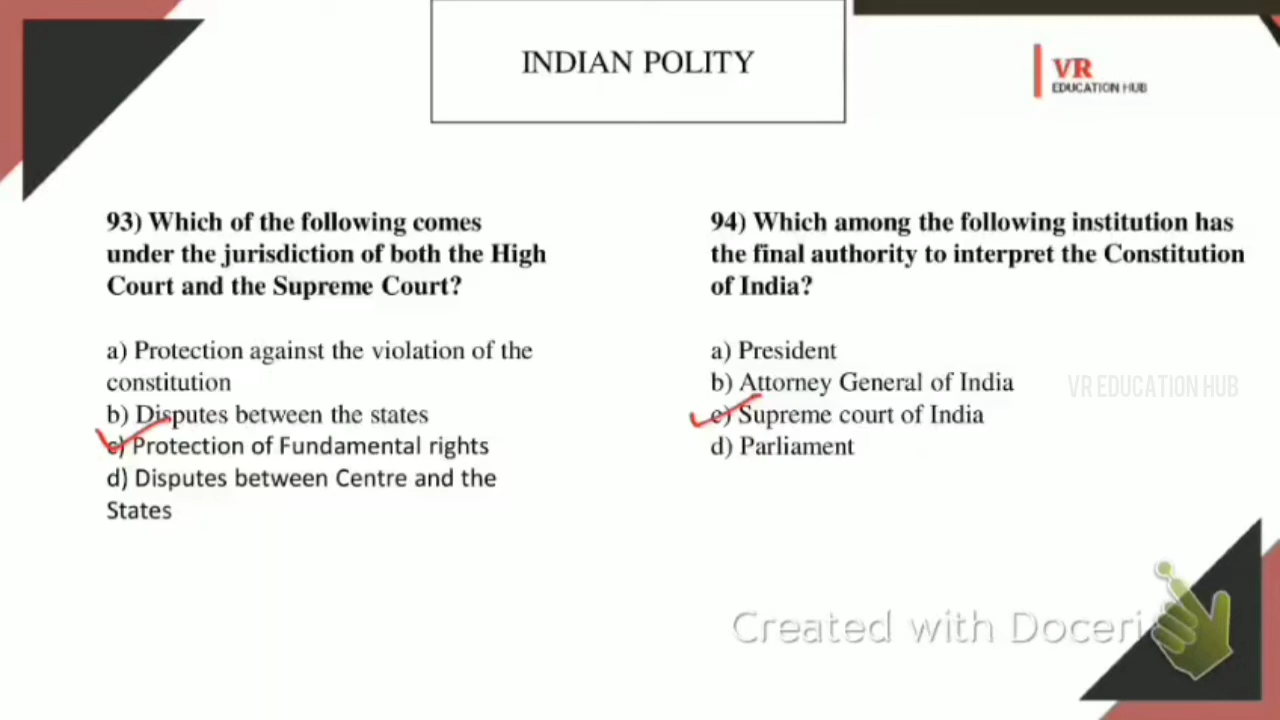 INDIAN POLITY
VR
EDUCATION HUB
93) Which of the following comes
under the jurisdiction of both the High
Court and the Supreme Court?
a) Protection against the violation of the
constitution
b) Disputes between the states
c) Protection of Fundamental rights
d) Disputes between Centre and the
States
94) Which among the following institution has
the final authority to interpret the Constitution
of India?
a) President
b) Attorney General of India
c) Supreme court of India
d) Parliament
VR EDUCATION HUB
Created with Doceri